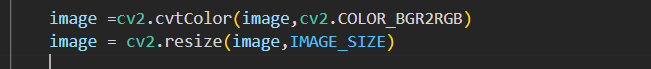 image =cv2.cvtColor(image,cv2.COLOR_BGR2RGB)
image = cv2.resize(image,IMAGE_SIZE)